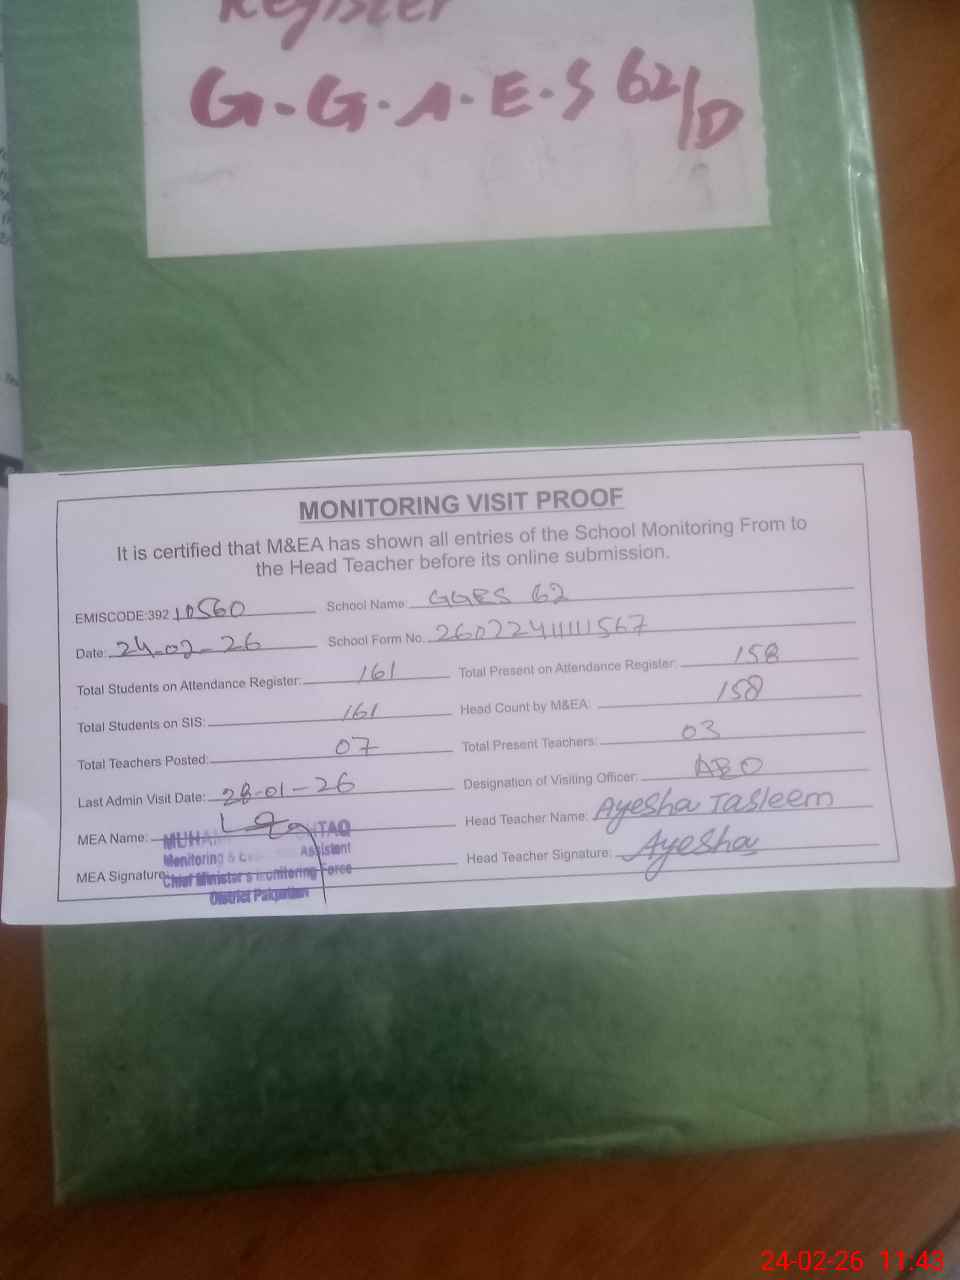 Register
G.G.A.E.S 62/D
MONITORING VISIT PROOF
It is certified that M&EA has shown all entries of the School Monitoring From to
the Head Teacher before its online submission.
EMISCODE:392 10560 School Name: GGES 62
Date: 24-02-26 School Form No. 26022411111567
Total Students on Attendance Register: 161 Total Present on Attendance Register: 158
Total Students on SIS: 161 Head Count by M&EA: 158
Total Teachers Posted: 07 Total Present Teachers: 03
Last Admin Visit Date: 28-01-26 Designation of Visiting Officer: AEO
MEA Name: Head Teacher Name: Ayesha Tasleem
MEA Signature: Head Teacher Signature: Ayesha
Monitoring & Assistant
Chief Minister's Monitoring Force
District Pakpattan
24-02-26 11:43